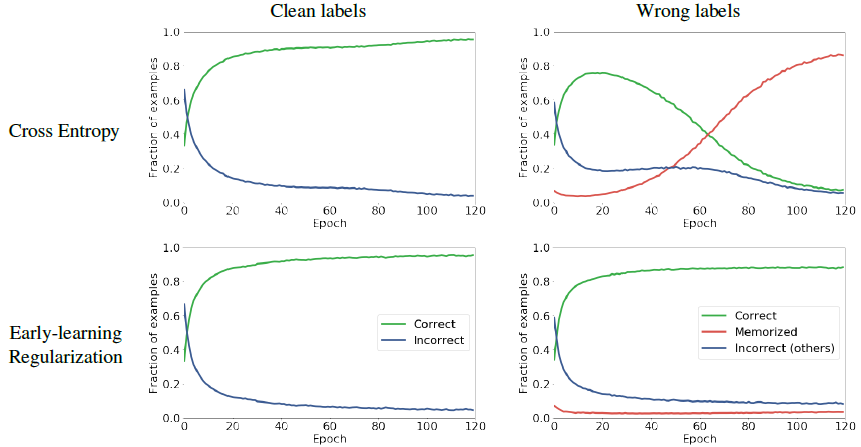 Clean labels
Wrong labels
Cross Entropy
Fraction of examples
1.0
0.8
0.6
0.4
0.2
0.0
0 20 40 60 80 100 120
Epoch
Fraction of examples
1.0
0.8
0.6
0.4
0.2
0.0
0 20 40 60 80 100 120
Epoch
Early-learning
Regularization
Fraction of examples
1.0
0.8
0.6
0.4
0.2
0.0
0 20 40 60 80 100 120
Epoch
Correct
Incorrect
Fraction of examples
1.0
0.8
0.6
0.4
0.2
0.0
0 20 40 60 80 100 120
Epoch
Correct
Memorized
Incorrect (others)